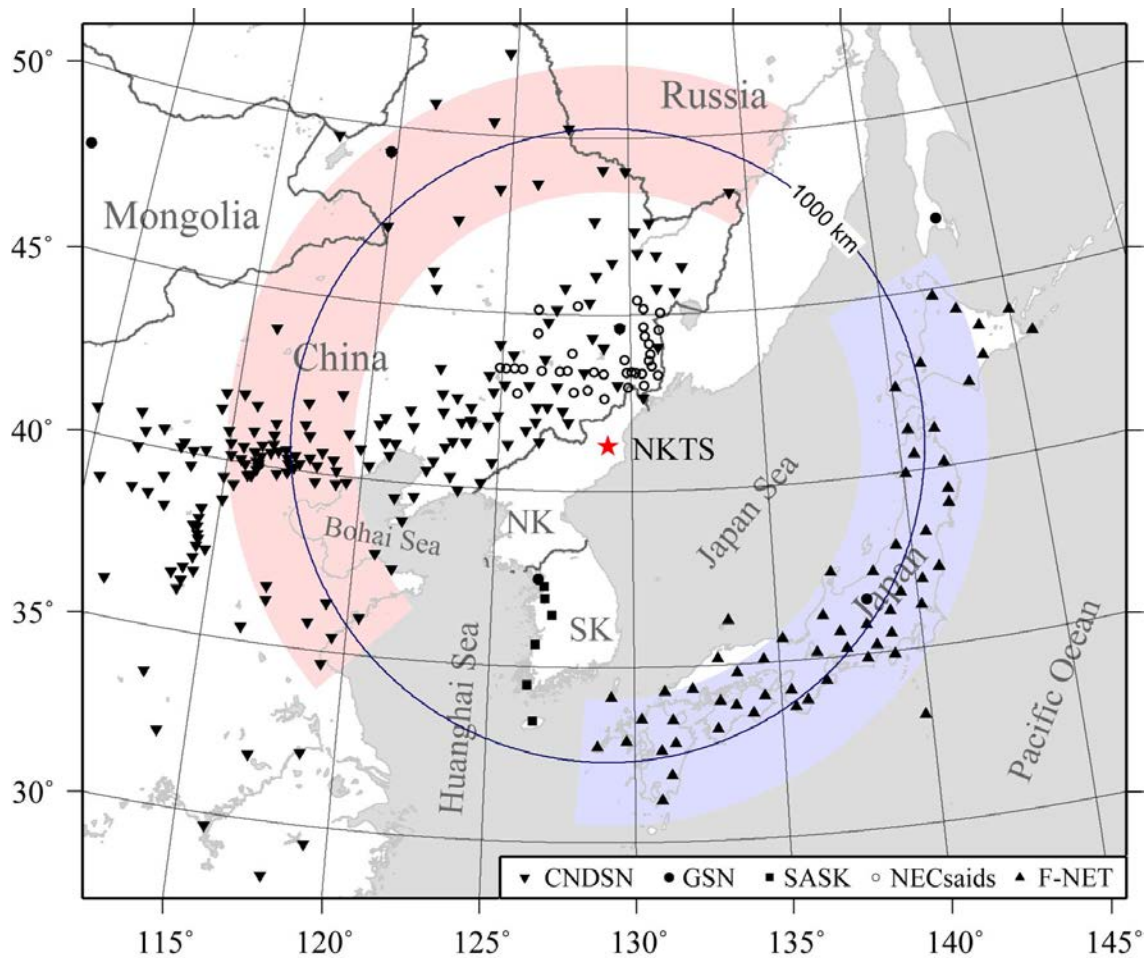 50°
45°
40°
35°
30°
Russia
Mongolia
1000 km
China
NKTS
Bohai Sea
NK
Japan Sea
SK
Japan
Huanghai Sea
Pacific Ocean
CNDSN GSN SASK NECsaids F-NET
115° 120° 125° 130° 135° 140° 145°